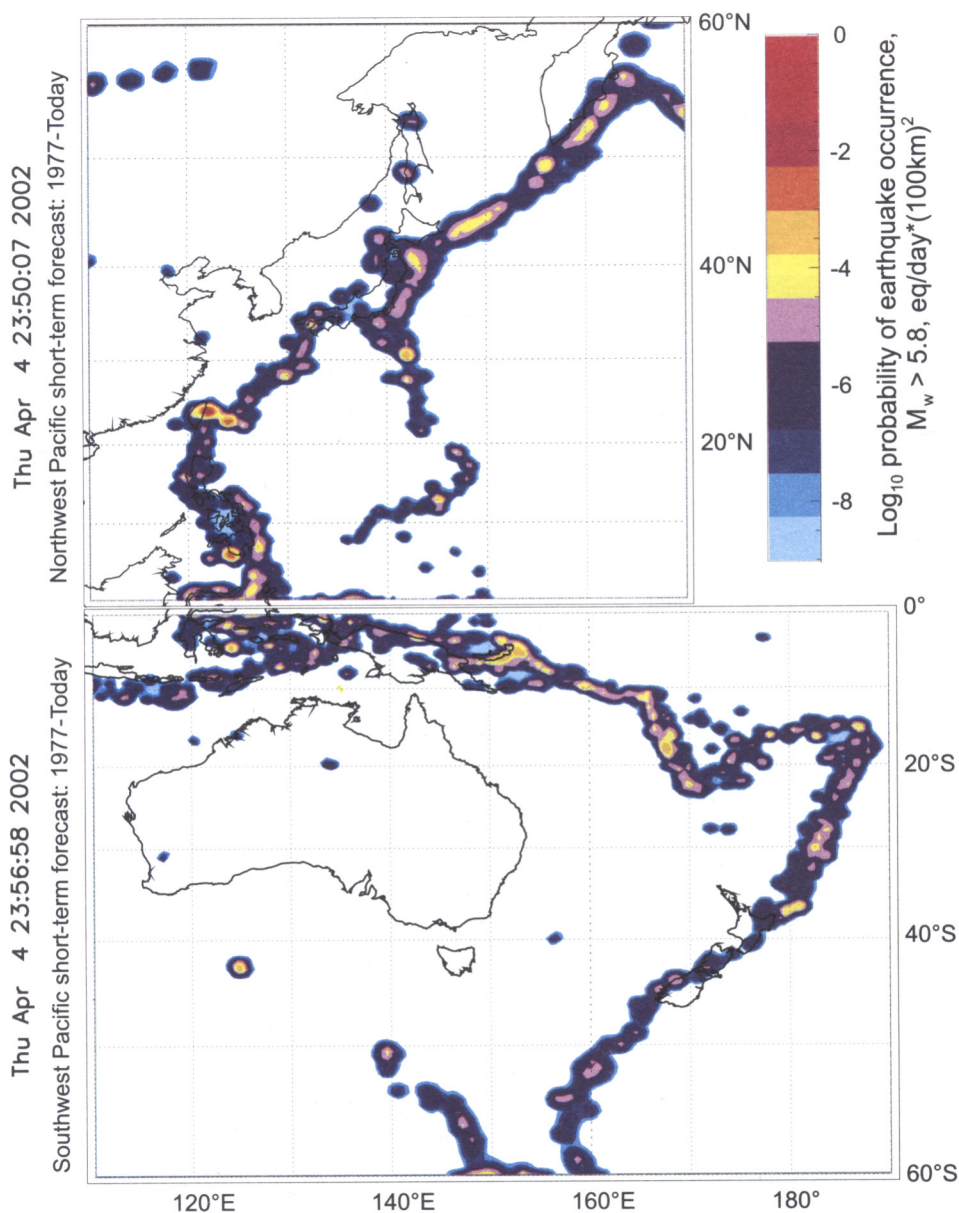 Thu Apr 4 23:50:07 2002
Northwest Pacific short-term forecast: 1977-Today
60°N
40°N
20°N
0
-2
-4
-6
-8
Log10 probability of earthquake occurrence,
Mw > 5.8, eq/day*(100km)2
Thu Apr 4 23:56:58 2002
Southwest Pacific short-term forecast: 1977-Today
0°
20°S
40°S
60°S
120°E
140°E
160°E
180°